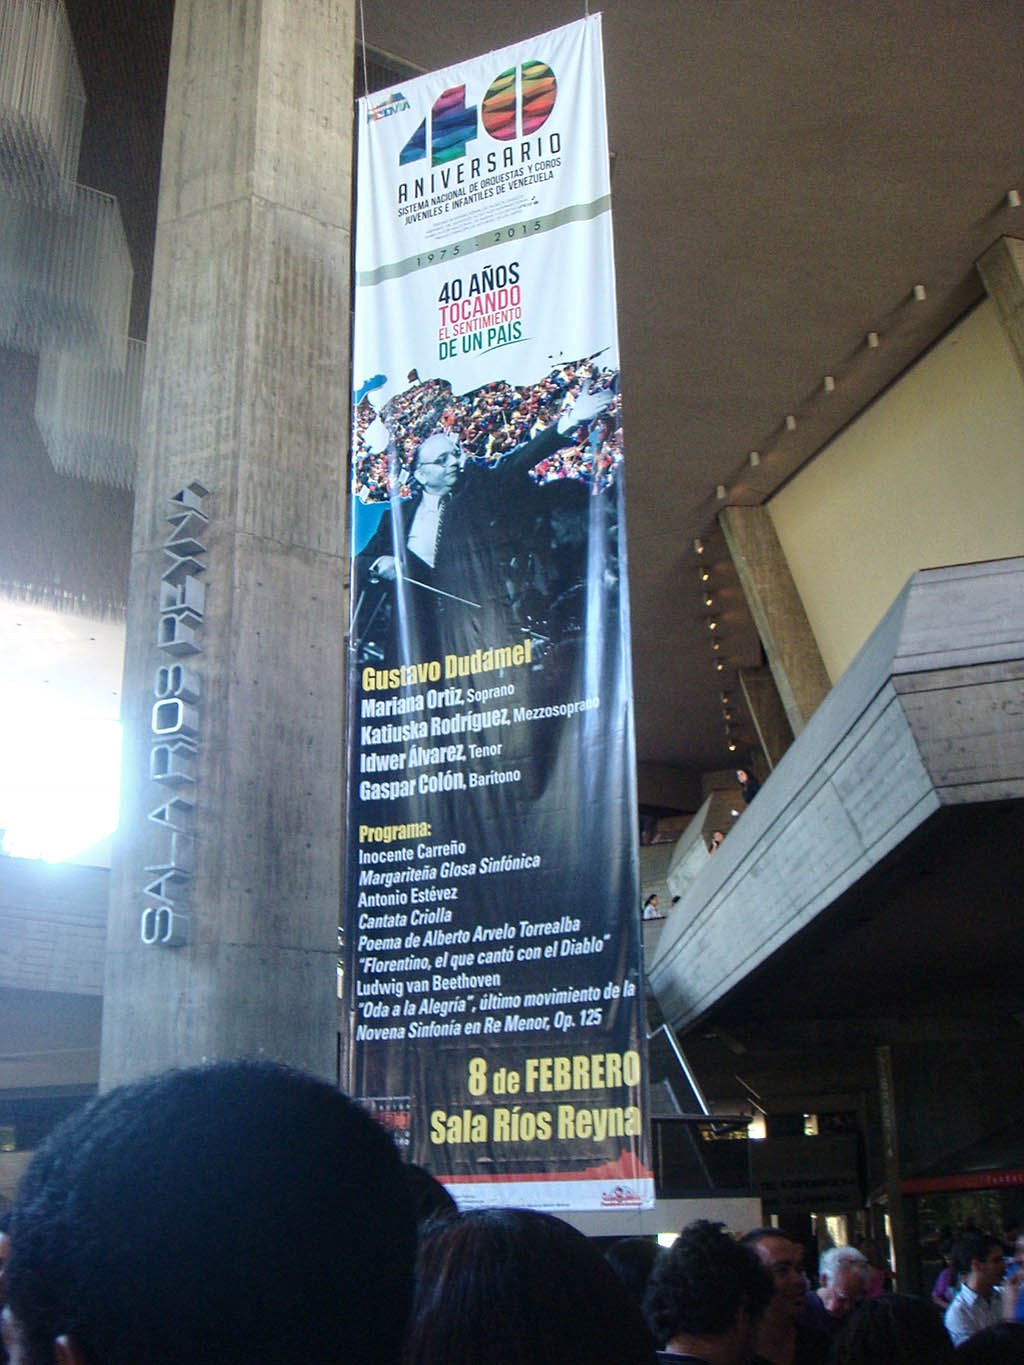 40
ANIVERSARIO
SISTEMA NACIONAL DE ORQUESTAS Y COROS
JUVENILES E INFANTILES DE VENEZUELA
1975 - 2015
40 AÑOS
TOCANDO
EL SENTIMIENTO
DE UN PAÍS
SALA RÍOS REYNA
Gustavo Dudamel
Mariana Ortiz, Soprano
Katiuska Rodríguez, Mezzosoprano
Idwer Álvarez, Tenor
Gaspar Colón, Barítono
Programa:
Inocente Carreño
Margariteña Glosa Sinfónica
Antonio Estévez
Cantata Criolla
Poema de Alberto Arvelo Torrealba
"Florentino, el que cantó con el Diablo"
Ludwig van Beethoven
"Oda a la Alegría", último movimiento de la
Novena Sinfonía en Re Menor, Op. 125
8 de FEBRERO
Sala Ríos Reyna